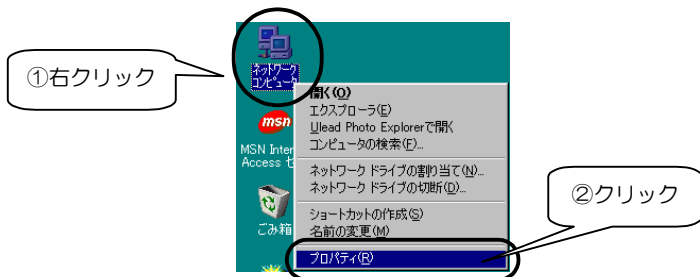 ①右クリック
ネットワーク
コンピュータ
開く(O)
エクスプローラ(E)
Ulead Photo Explorerで開く
コンピュータの検索(F)...
ネットワーク ドライブの割り当て(N)...
ネットワーク ドライブの切断(D)...
ショートカットの作成(S)
名前の変更(M)
プロパティ(R)
msn
MSN Inter
Access セ
ごみ箱
②クリック